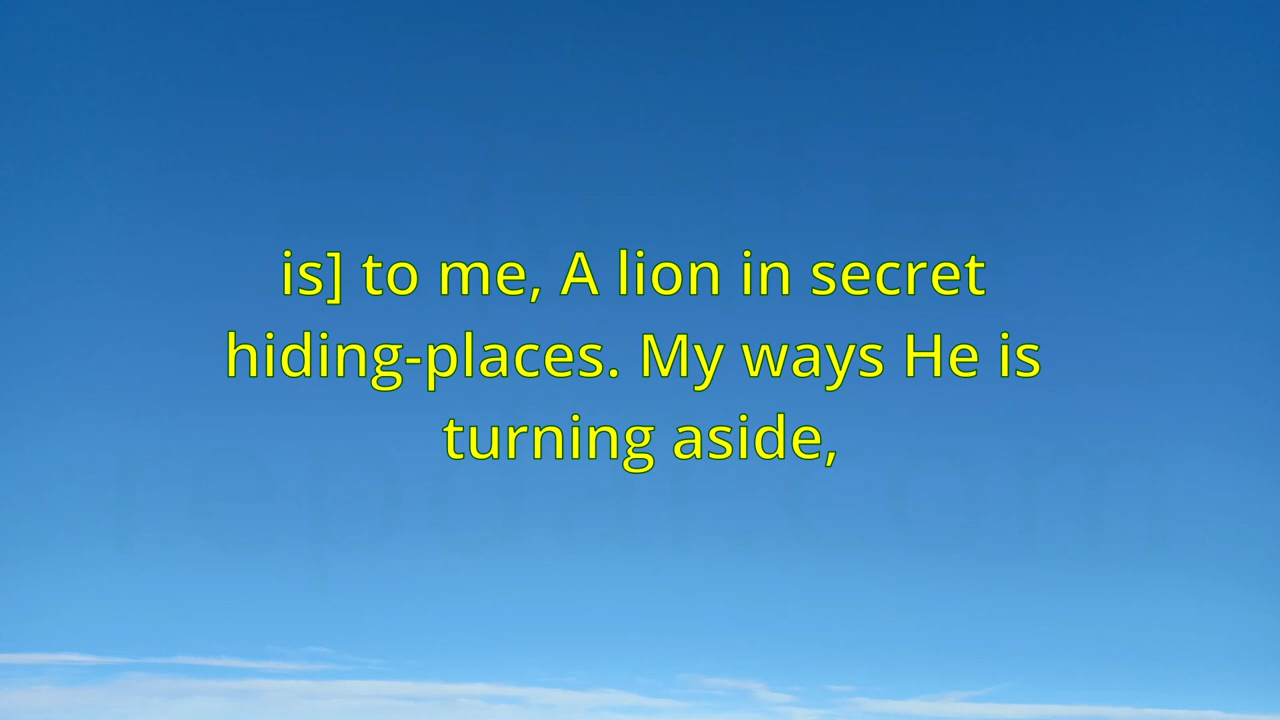 is] to me, A lion in secret
hiding-places. My ways He is
turning aside,